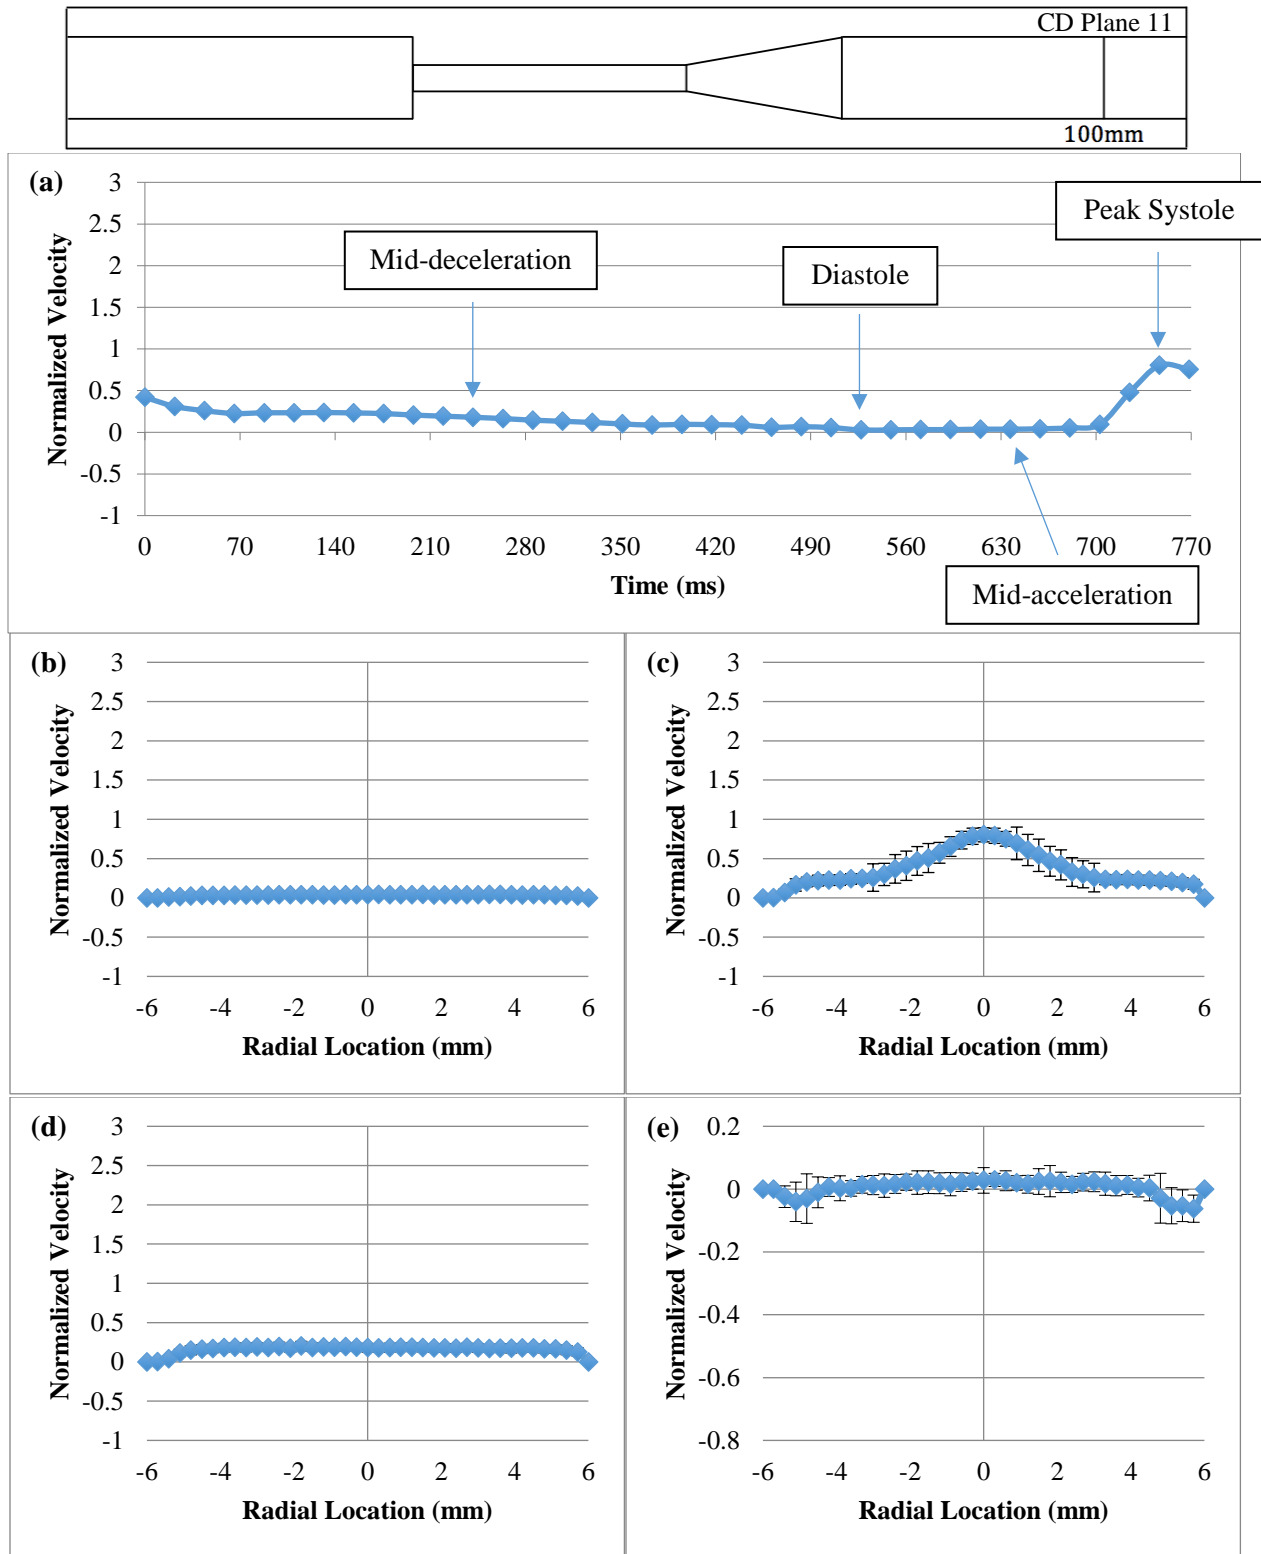 CD Plane 11
100mm
(a)
3
2.5
2
1.5
1
0.5
0
-0.5
-1
Normalized Velocity
Mid-deceleration
Diastole
Peak Systole
0 70 140 210 280 350 420 490 560 630 700 770
Time (ms)
Mid-acceleration
(b)
3
2.5
2
1.5
1
0.5
0
-0.5
-1
Normalized Velocity
-6 -4 -2 0 2 4 6
Radial Location (mm)
(c)
3
2.5
2
1.5
1
0.5
0
-0.5
-1
Normalized Velocity
-6 -4 -2 0 2 4 6
Radial Location (mm)
(d)
3
2.5
2
1.5
1
0.5
0
-0.5
-1
Normalized Velocity
-6 -4 -2 0 2 4 6
Radial Location (mm)
(e)
0.2
0
-0.2
-0.4
-0.6
-0.8
Normalized Velocity
-6 -4 -2 0 2 4 6
Radial Location (mm)